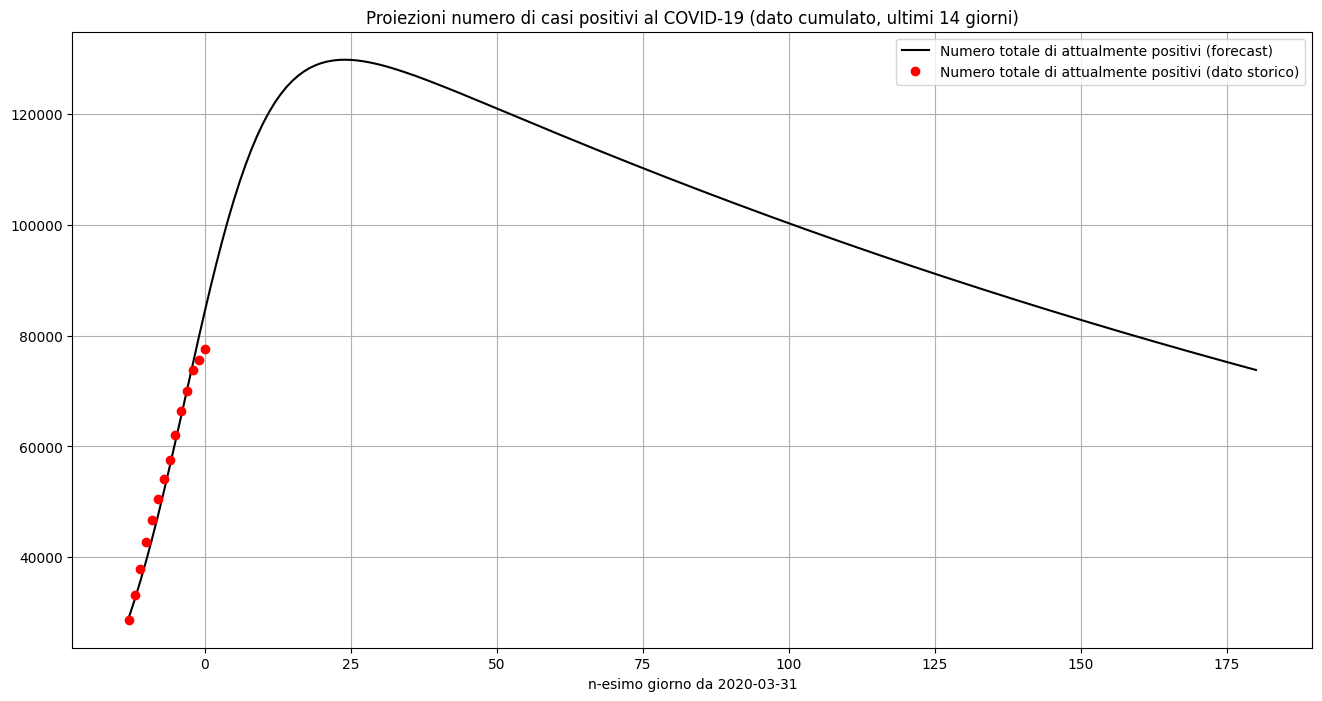 Proiezioni numero di casi positivi al COVID-19 (dato cumulato, ultimi 14 giorni)
Numero totale di attualmente positivi (forecast)
Numero totale di attualmente positivi (dato storico)
120000
100000
80000
60000
40000
0 25 50 75 100 125 150 175
n-esimo giorno da 2020-03-31